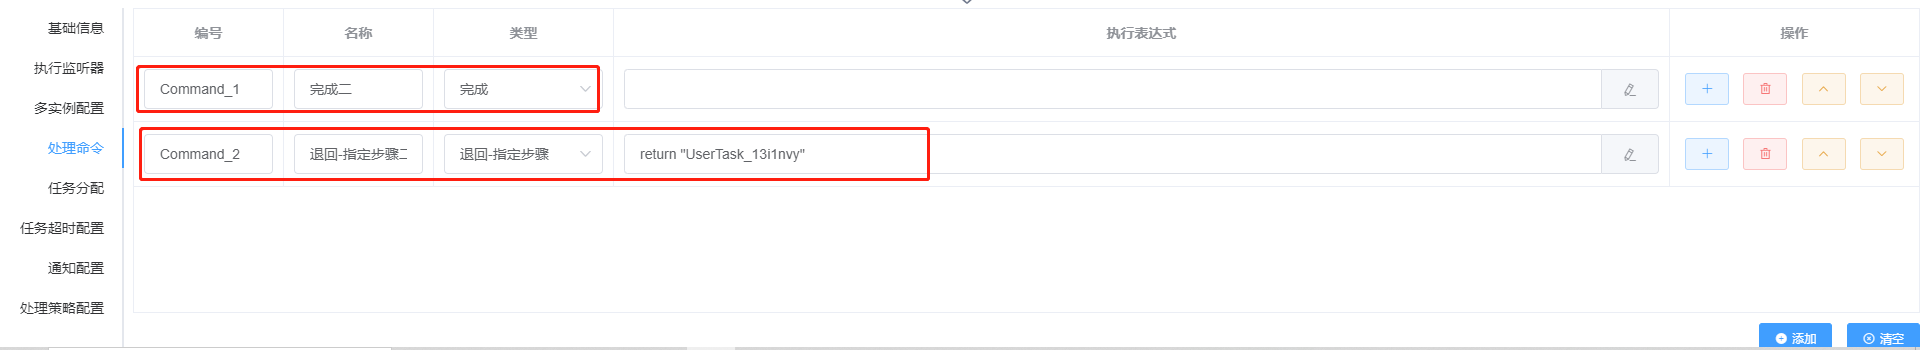 基础信息
执行监听器
多实例配置
处理命令
任务分配
任务超时配置
通知配置
处理策略配置
编号 名称 类型 执行表达式 操作
Command_1 完成二 完成
Command_2 退回-指定步骤二 退回-指定步骤 return "UserTask_13i1nvy"
添加 清空